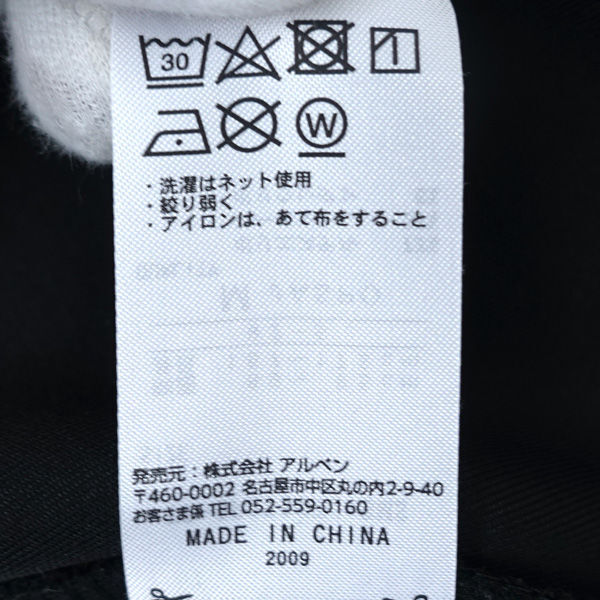 30
W
・洗濯はネット使用
・絞り弱く
・アイロンは、あて布をすること
発売元：株式会社 アルペン
〒460-0002 名古屋市中区丸の内2-9-40
お客さま係 TEL 052-559-0160
MADE IN CHINA
2009